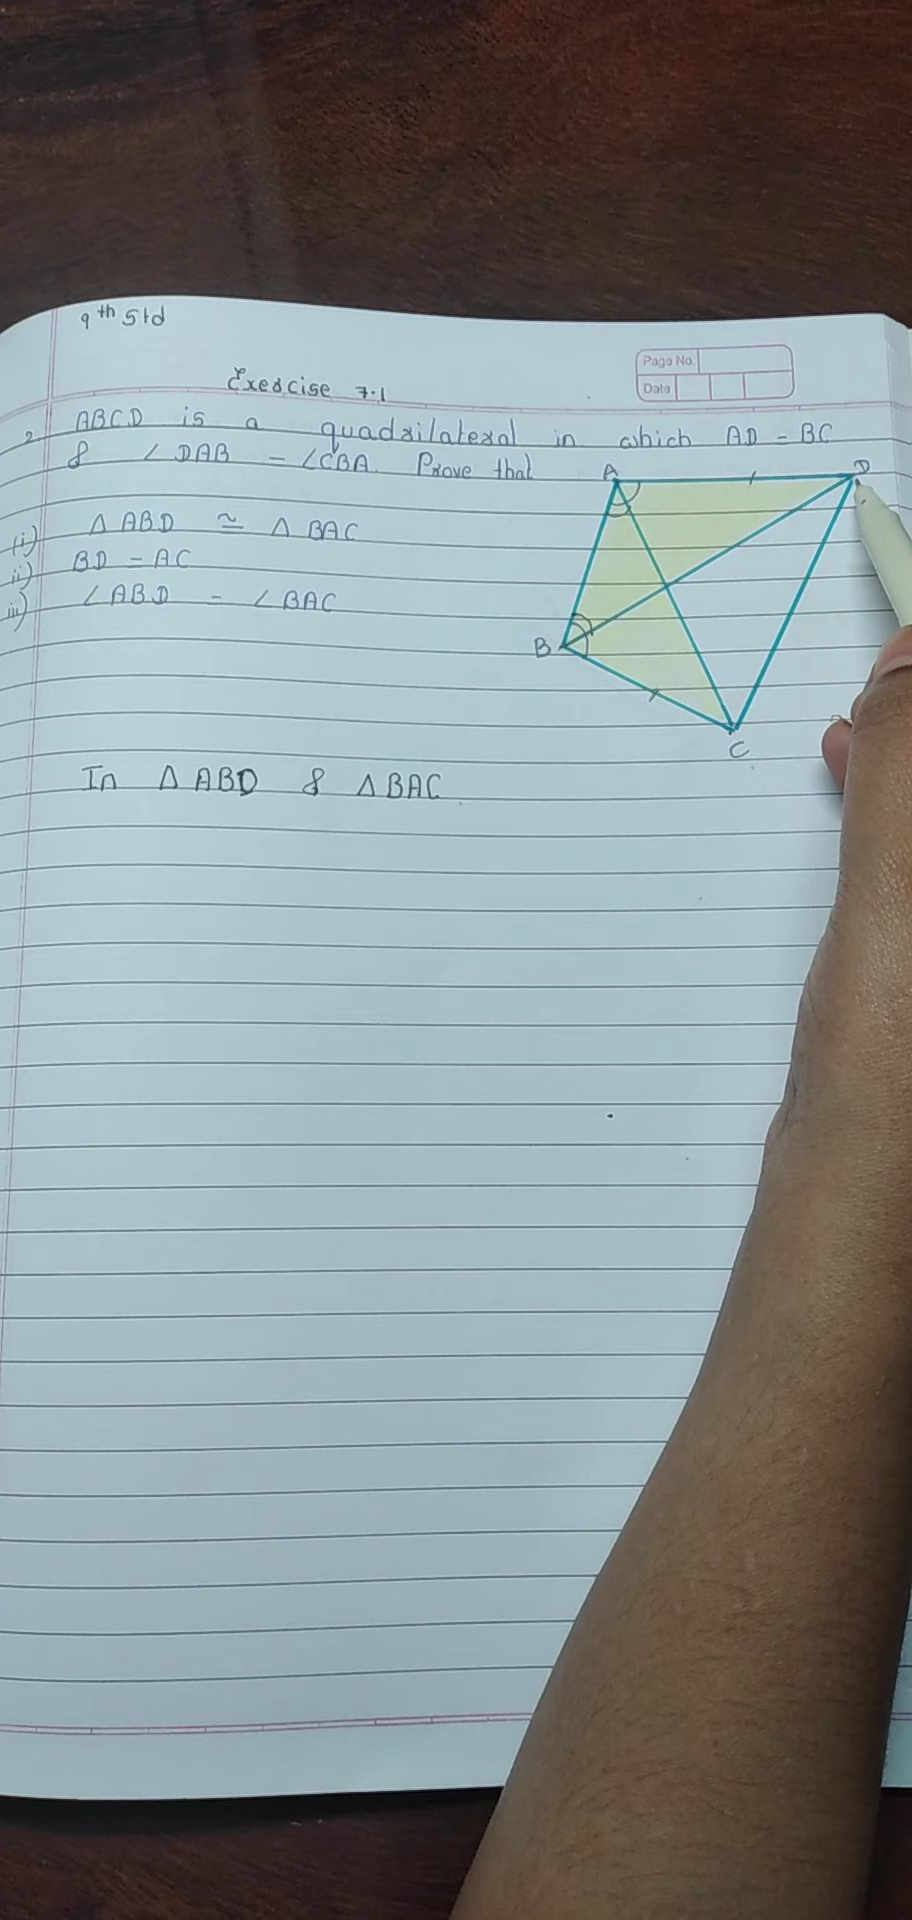 9th Std
Exercise 7.1
Page No.
Date
2 ABCD is a quadrilateral in which AD = BC
& ∠DAB = ∠CBA. Prove that
(i) △ABD ≅ △BAC
ii) BD = AC
iii) ∠ABD = ∠BAC
A
D
B
C
In △ABD & △BAC